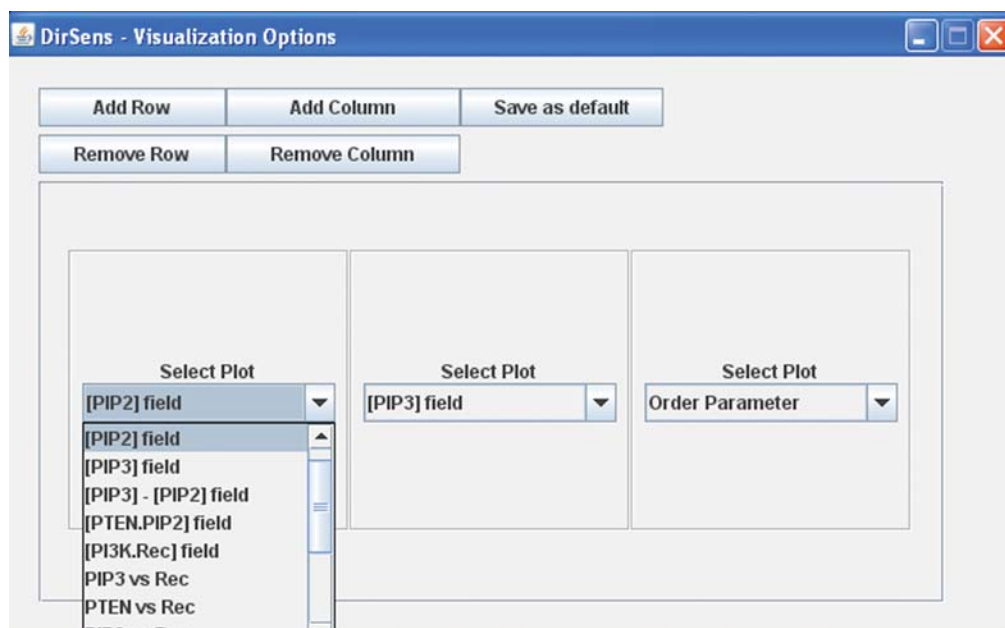 DirSens - Visualization Options
Add Row Add Column Save as default
Remove Row Remove Column
Select Plot Select Plot Select Plot
[PIP2] field [PIP3] field Order Parameter
[PIP2] field
[PIP3] field
[PIP3] - [PIP2] field
[PTEN.PIP2] field
[PI3K.Rec] field
PIP3 vs Rec
PTEN vs Rec